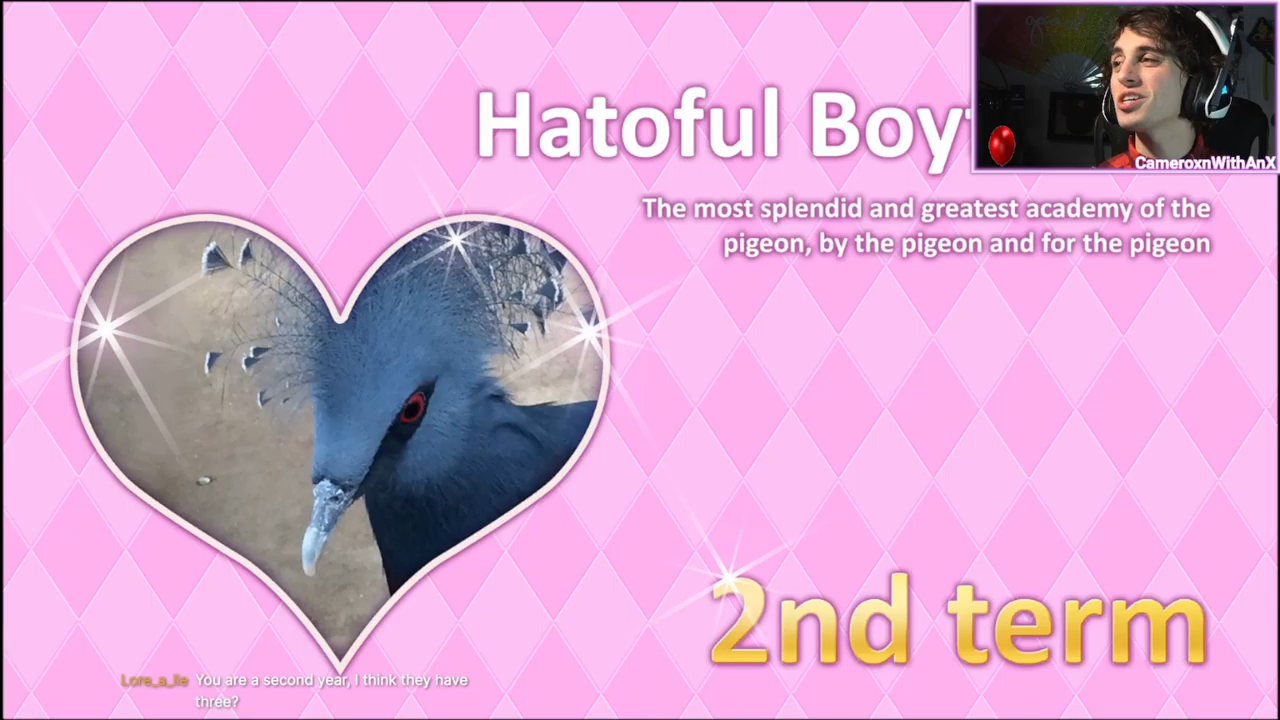 Hatoful Boy
CameroxnWithAnX
The most splendid and greatest academy of the
pigeon, by the pigeon and for the pigeon
2nd term
Lore_a_lie You are a second year, I think they have
three?